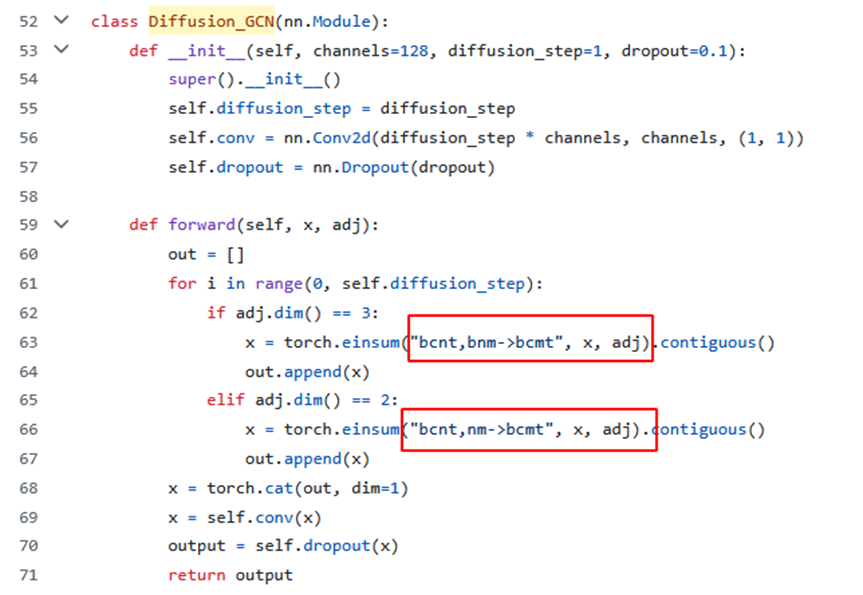 52 class Diffusion_GCN(nn.Module):
53     def __init__(self, channels=128, diffusion_step=1, dropout=0.1):
54         super().__init__()
55         self.diffusion_step = diffusion_step
56         self.conv = nn.Conv2d(diffusion_step * channels, channels, (1, 1))
57         self.dropout = nn.Dropout(dropout)
58
59     def forward(self, x, adj):
60         out = []
61         for i in range(0, self.diffusion_step):
62             if adj.dim() == 3:
63                 x = torch.einsum("bcnt,bnm->bcmt", x, adj).contiguous()
64                 out.append(x)
65             elif adj.dim() == 2:
66                 x = torch.einsum("bcnt,nm->bcmt", x, adj).contiguous()
67                 out.append(x)
68         x = torch.cat(out, dim=1)
69         x = self.conv(x)
70         output = self.dropout(x)
71         return output